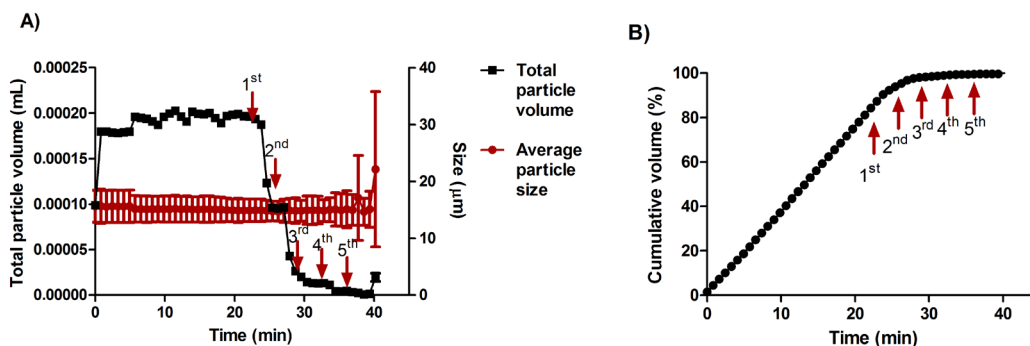 A)
Total particle volume (mL)
0.00025
0.00020
0.00015
0.00010
0.00005
0.00000
0
10
20
30
40
Time (min)
40
30
20
10
0
Size (μm)
1st
2nd
3rd
4th
5th
Total
particle
volume
Average
particle
size
B)
Cumulative volume (%)
100
80
60
40
20
0
0
10
20
30
40
Time (min)
1st
2nd
3rd
4th
5th